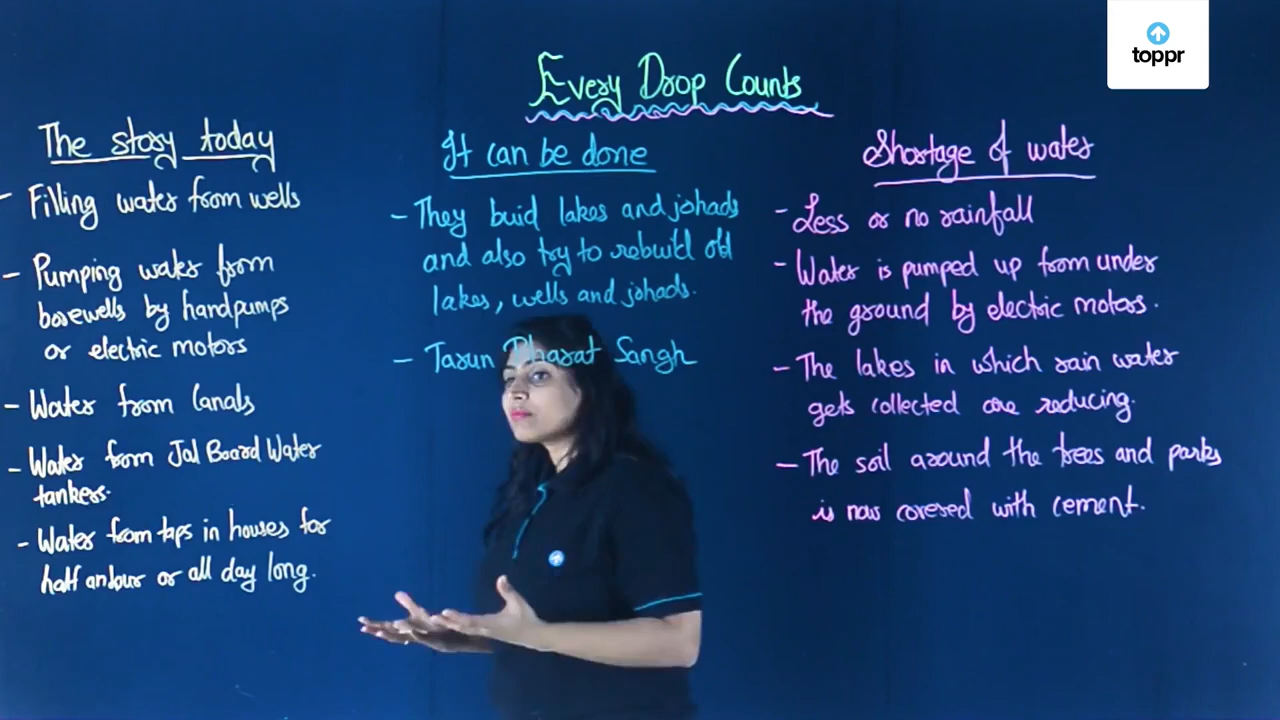 toppr
Every Drop Counts
The story today
- Filling water from wells
- Pumping water from
borewells by handpumps
or electric motors
- Water from Canals
- Water from Jal Board Water
tankers.
- Water from taps in houses for
half anhour or all day long.
It can be done
- They buid lakes and johads
and also try to rebuild old
lakes, wells and johads.
- Tarun Bharat Sangh
Shortage of water
- Less or no rainfall
- Water is pumped up from under
the ground by electric motors.
- The lakes in which rain water
gets collected are reducing.
- The soil around the trees and parks
is now covered with cement.